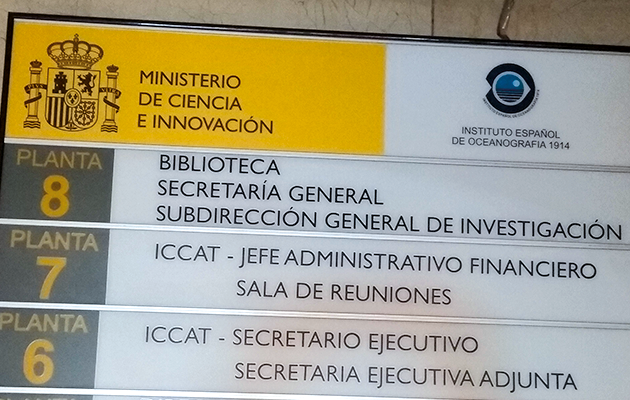 MINISTERIO
DE CIENCIA
E INNOVACIÓN
INSTITUTO ESPAÑOL
DE OCEANOGRAFIA 1914
PLANTA
8
BIBLIOTECA
SECRETARÍA GENERAL
SUBDIRECCIÓN GENERAL DE INVESTIGACIÓN
PLANTA
7
ICCAT - JEFE ADMINISTRATIVO FINANCIERO
SALA DE REUNIONES
PLANTA
6
ICCAT - SECRETARIO EJECUTIVO
SECRETARIA EJECUTIVA ADJUNTA